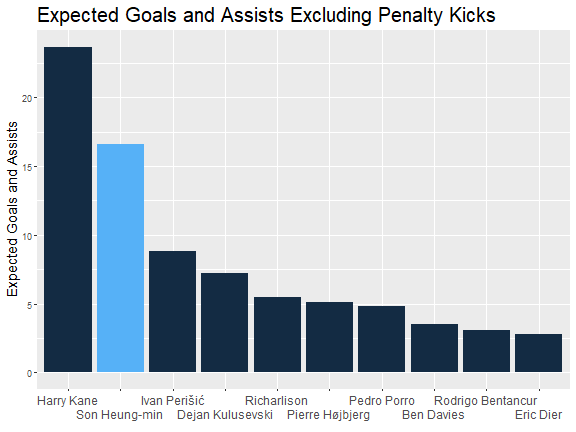 Expected Goals and Assists Excluding Penalty Kicks
Expected Goals and Assists
20
15
10
5
0
Harry Kane Ivan Perišić Richarlison Pedro Porro Rodrigo Bentancur
Son Heung-min Dejan Kulusevski Pierre Højbjerg Ben Davies Eric Dier